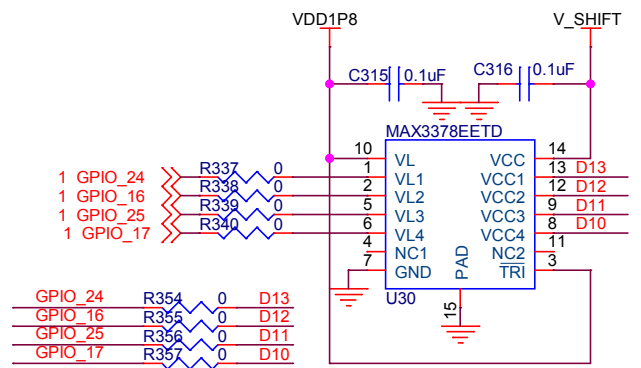 VDD1P8 V_SHIFT
C315 0.1uF C316 0.1uF
MAX3378EETD
10 VL VCC 14
1 GPIO_24 R337 0 1 VL1 VCC1 13 D13
1 GPIO_16 R338 0 2 VL2 VCC2 12 D12
1 GPIO_25 R339 0 5 VL3 VCC3 9 D11
1 GPIO_17 R340 0 6 VL4 VCC4 8 D10
4 NC1 NC2 11
7 GND PAD TRI 3
U30
15
GPIO_24 R354 0 D13
GPIO_16 R355 0 D12
GPIO_25 R356 0 D11
GPIO_17 R357 0 D10